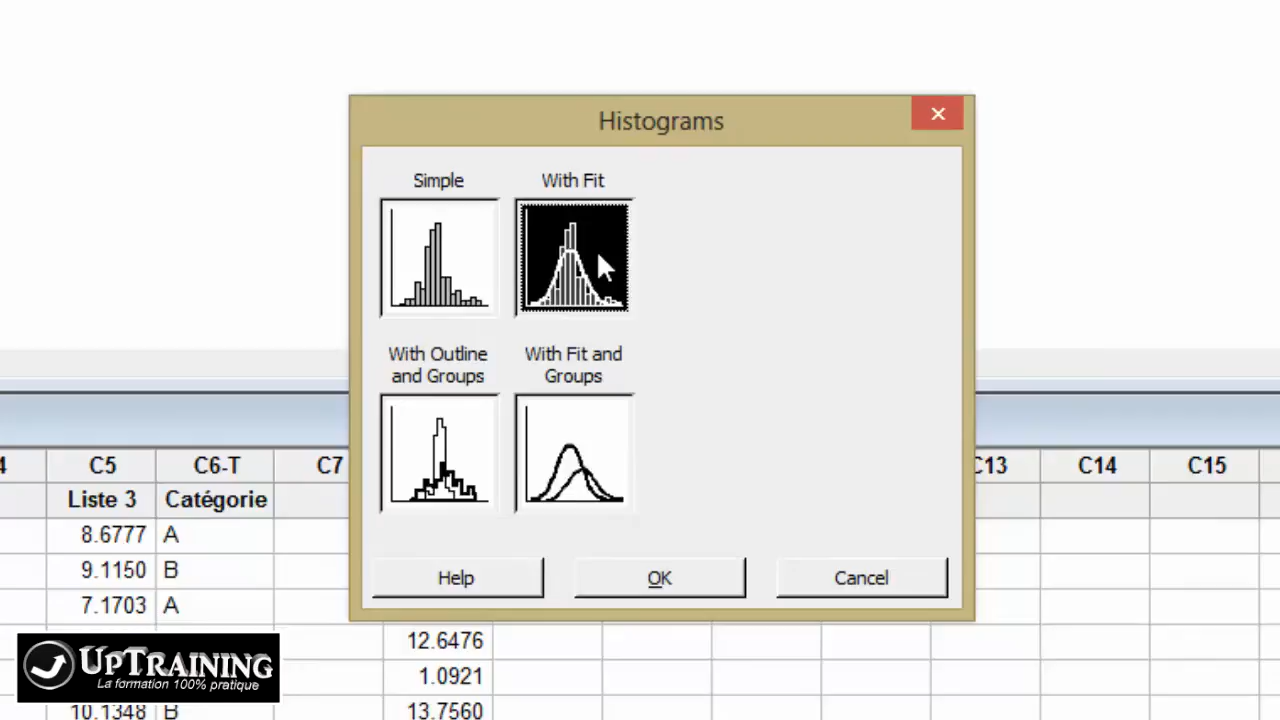 Histograms
Simple
With Fit
With Outline
and Groups
With Fit and
Groups
Help
OK
Cancel
4
C5
C6-T
C7
C13
C14
C15
Liste 3
Catégorie
8.6777
A
9.1150
B
7.1703
A
12.6476
1.0921
10.1348
B
13.7560
UPTRAINING
La formation 100% pratique